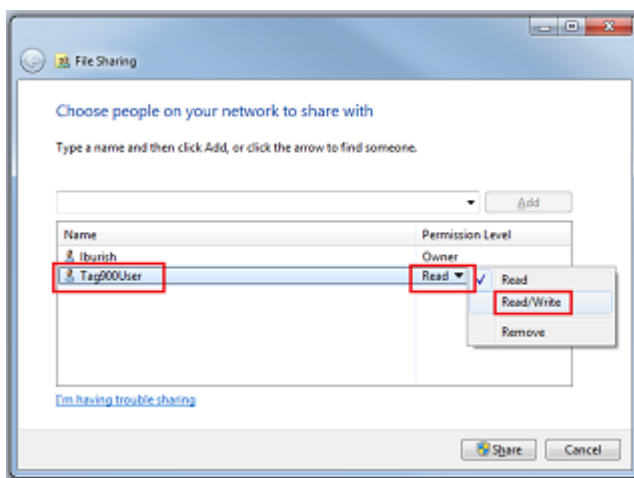 File Sharing
Choose people on your network to share with
Type a name and then click Add, or click the arrow to find someone.
Add
Name Permission Level
lburish Owner
Tag900User Read
Read
Read/Write
Remove
I'm having trouble sharing
Share Cancel